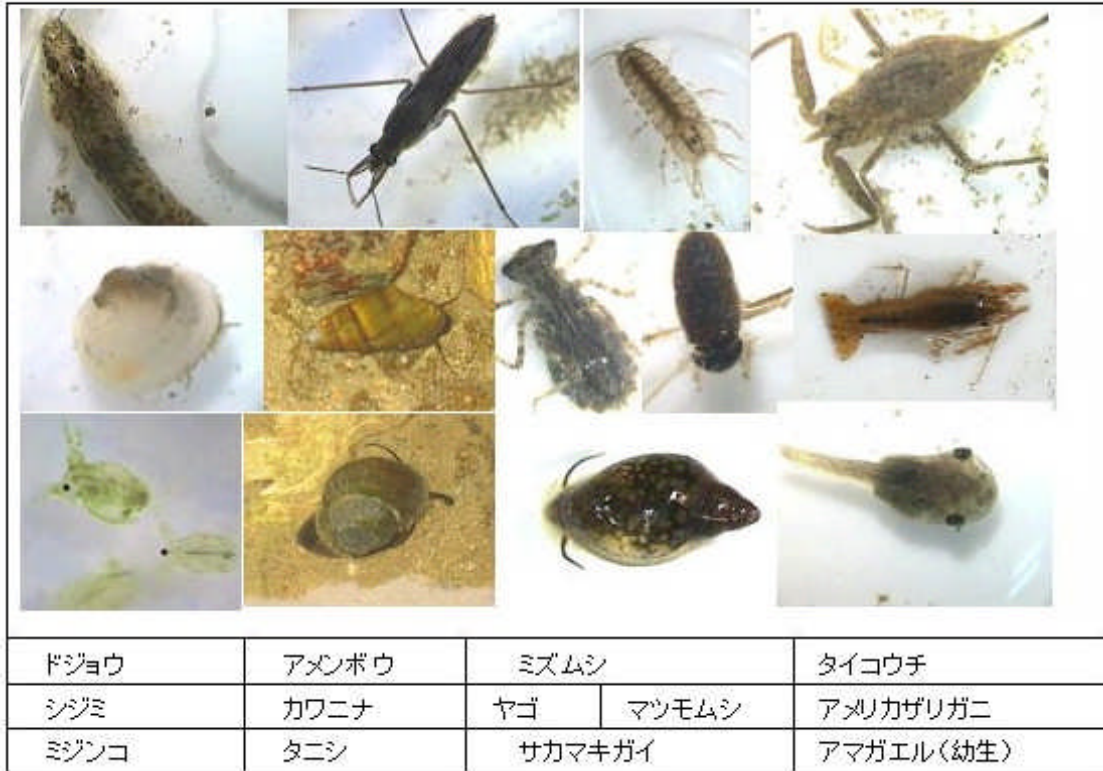 ドジョウ アメンボウ ミズムシ タイコウチ
シジミ カワニナ ヤゴ マツモムシ アメリカザリガニ
ミジンコ タニシ サカマキガイ アマガエル(幼生)